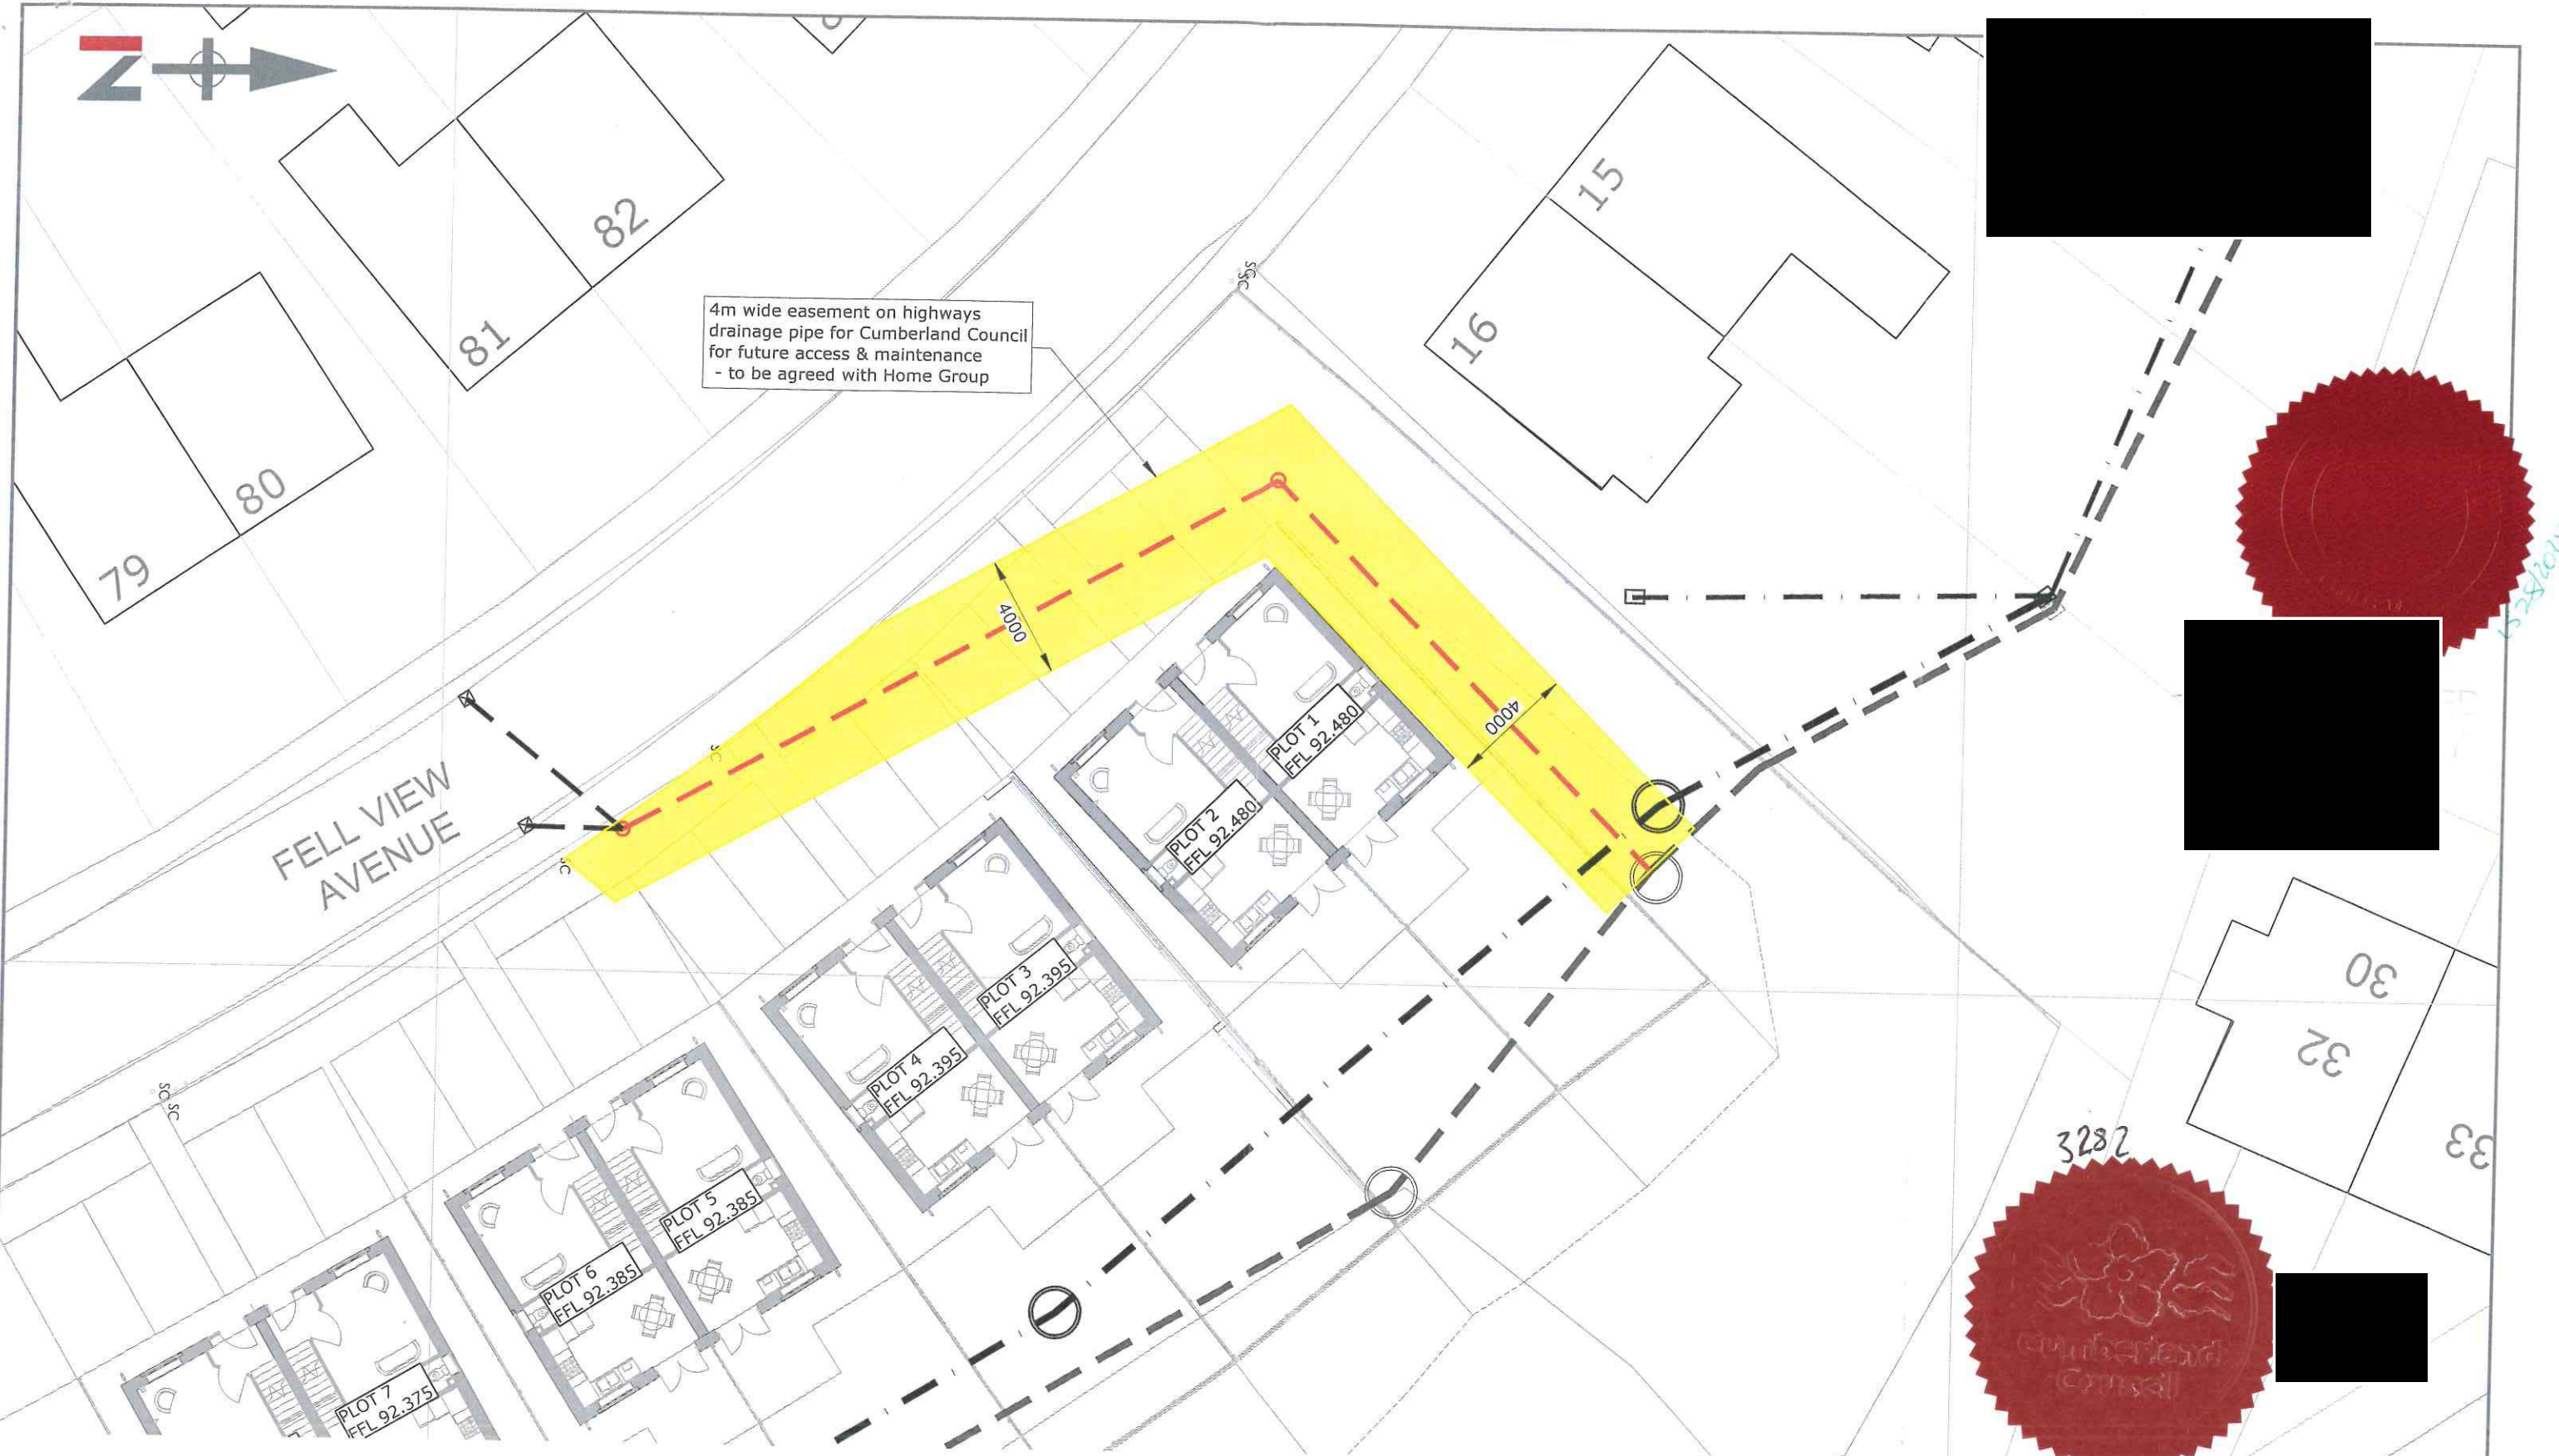 N
82
81
80
79
15
16
4m wide easement on highways
drainage pipe for Cumberland Council
for future access & maintenance
- to be agreed with Home Group
SC
SC
4000
4000
SC
SC
FELL VIEW
AVENUE
PLOT 1
FFL 92.480
PLOT 2
FFL 92.480
PLOT 3
FFL 92.395
PLOT 4
FFL 92.395
PLOT 5
FFL 92.385
PLOT 6
FFL 92.385
PLOT 7
FFL 92.375
SC
SC
30
32
33
3282
Cumberland
Council